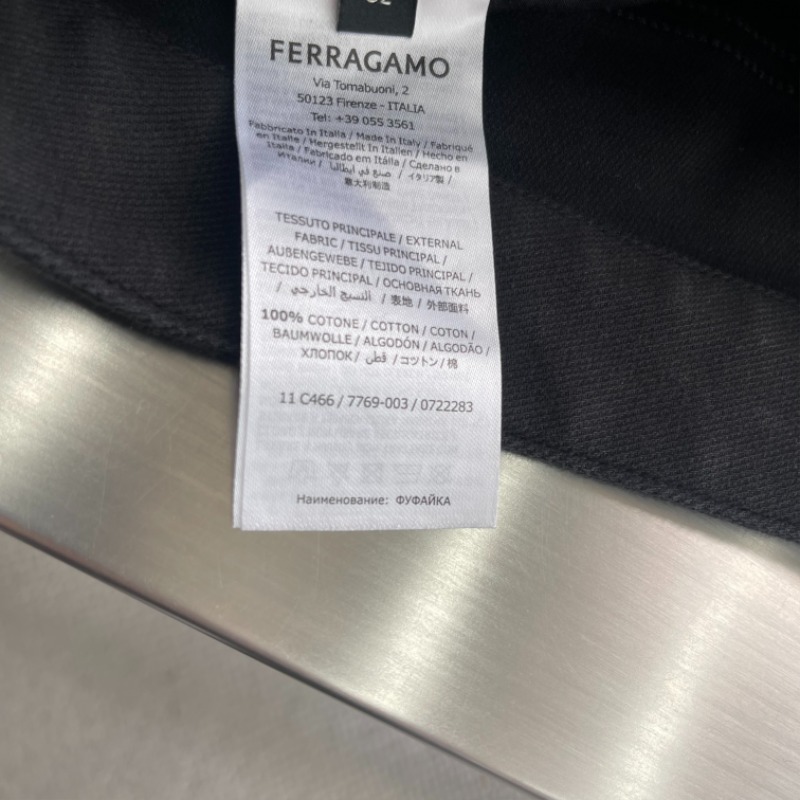 FERRAGAMO
Via Tornabuoni, 2
50123 Firenze - ITALIA
Tel: +39 055 3561
Fabbricato In Italia / Made In Italy / Fabriqué
en Italie / Hergestellt In Italien / Hecho en
Italia / Fabricado em Itália / Сделано в
Италии / صنع في ايطاليا / イタリア製 /
意大利制造
TESSUTO PRINCIPALE / EXTERNAL
FABRIC / TISSU PRINCIPAL /
AUßENGEWEBE / TEJIDO PRINCIPAL /
TECIDO PRINCIPAL / ОСНОВНАЯ ТКАНЬ
/ النسيج الخارجي / 表地 / 外部面料
100% COTONE / COTTON / COTON /
BAUMWOLLE / ALGODÓN / ALGODÃO /
ХЛОПОК / قطن / コットン / 棉
11 C466 / 7769-003 / 0722283
Наименование: ФУФАЙКА